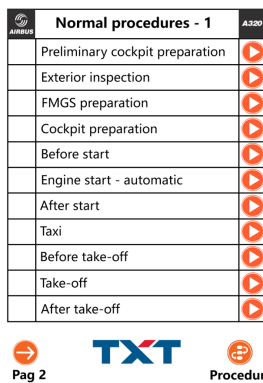 AIRBUS Normal procedures - 1 A320
Preliminary cockpit preparation
Exterior inspection
FMGS preparation
Cockpit preparation
Before start
Engine start - automatic
After start
Taxi
Before take-off
Take-off
After take-off
TXT
Pag 2 Procedur